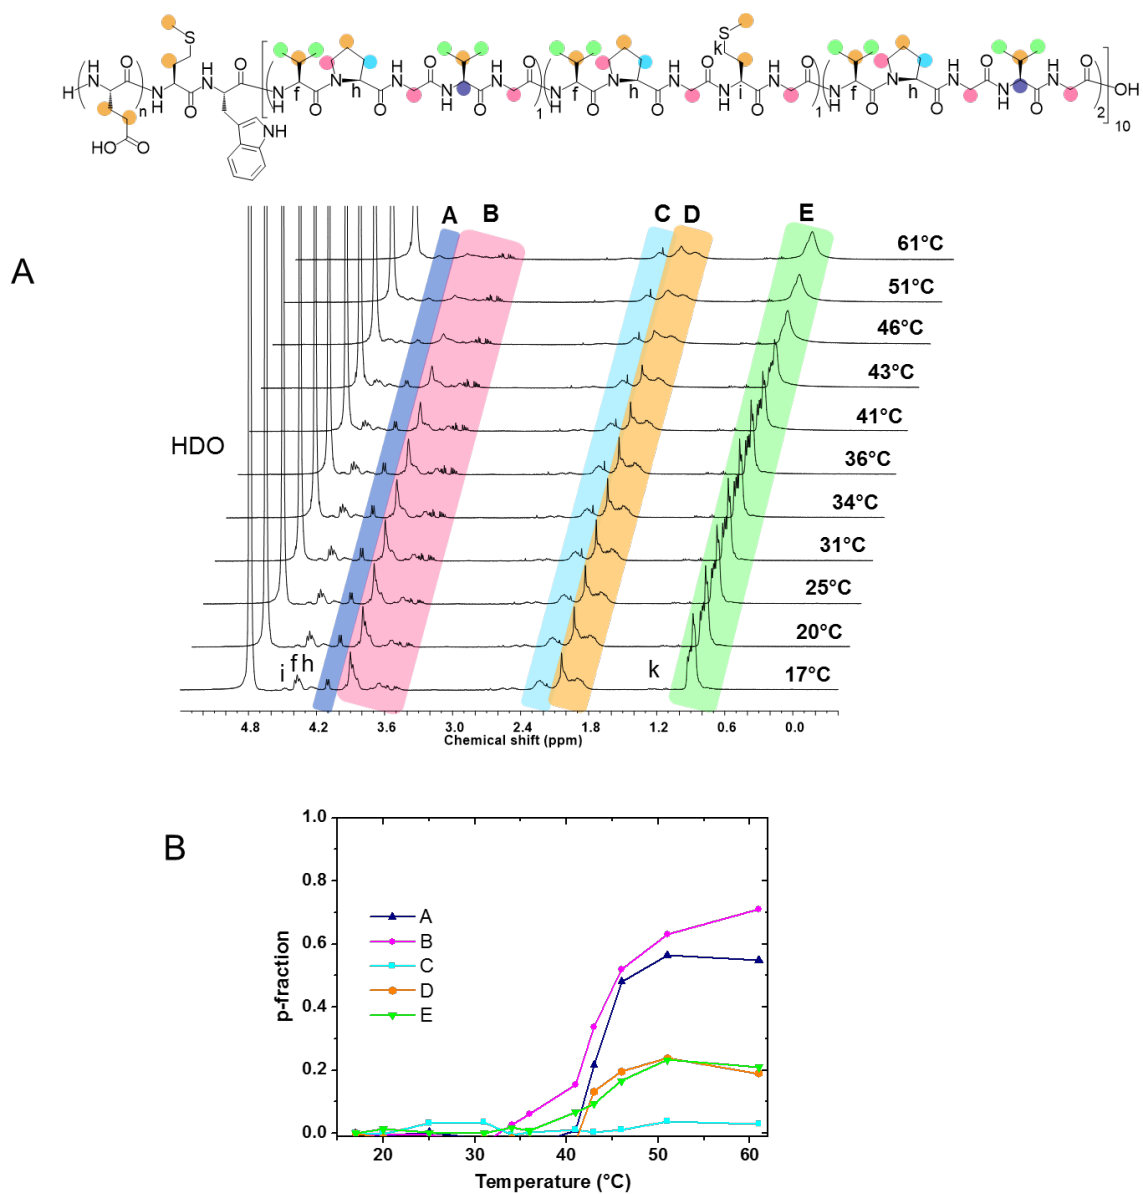 S
S
k
H
H
N
O
n
HO
O
N
H
O
H
N
O
NH
N
H
f
O
N
h
O
H
N
O
N
H
O
H
N
O
1
N
H
f
O
N
h
O
H
N
O
N
H
i
O
H
N
O
1
N
H
f
O
N
h
O
H
N
O
N
H
O
H
N
O
2
10
OH
A
A B C D E
61°C
51°C
46°C
43°C
41°C
HDO
36°C
34°C
31°C
25°C
20°C
i f h k 17°C
4.8 4.2 3.6 3.0 2.4 1.8 1.2 0.6 0.0
Chemical shift (ppm)
B
1.0
0.8
0.6
0.4
0.2
0.0
p-fraction
A
B
C
D
E
20 30 40 50 60
Temperature (°C)